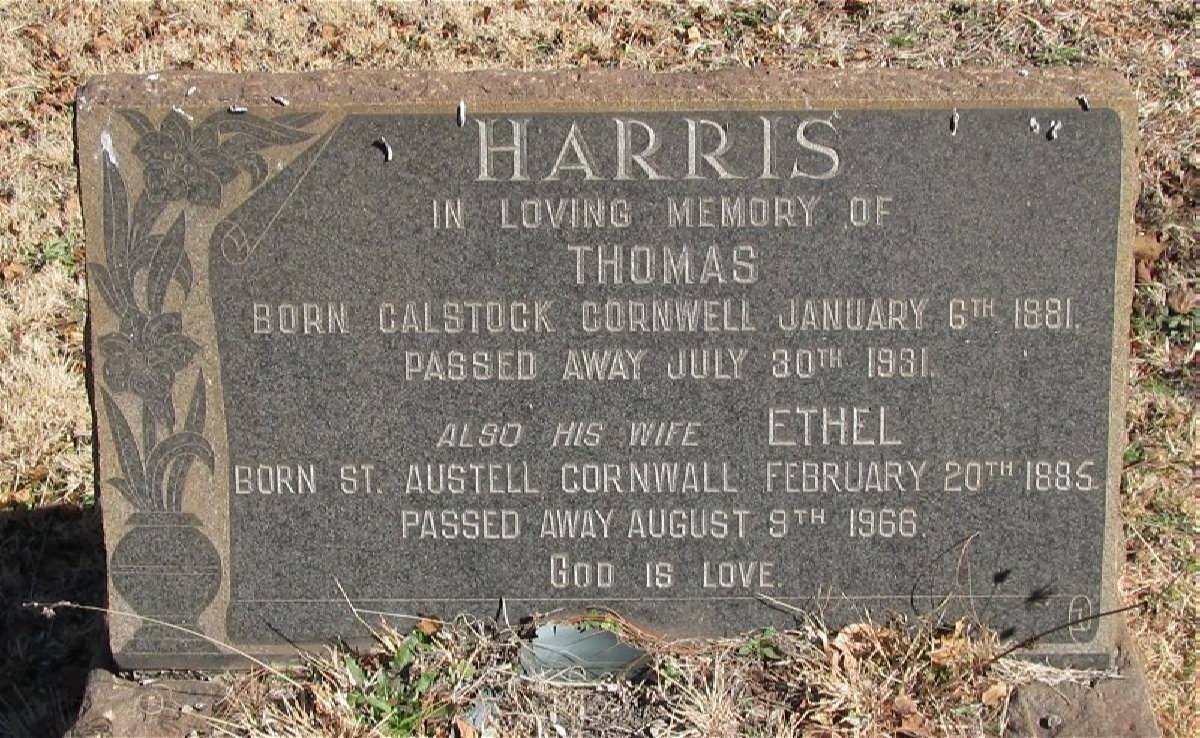 HARRIS
IN LOVING MEMORY OF
THOMAS
BORN CALSTOCK CORNWELL JANUARY 6TH 1881.
PASSED AWAY JULY 30TH 1931.
ALSO HIS WIFE ETHEL
BORN ST. AUSTELL CORNWALL FEBRUARY 20TH 1885.
PASSED AWAY AUGUST 9TH 1966.
GOD IS LOVE.